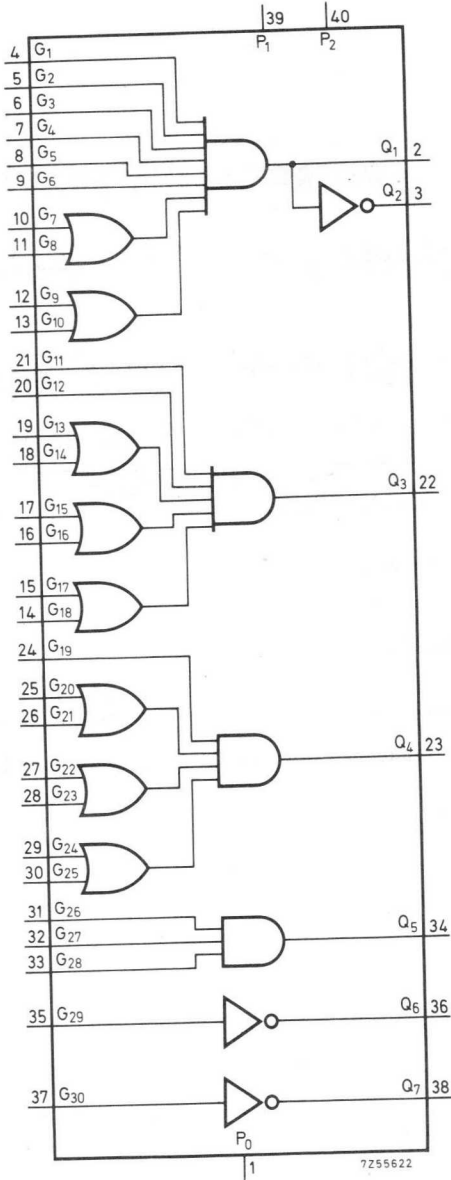 39 40
P₁ P₂
4 G₁
5 G₂
6 G₃
7 G₄
8 G₅
9 G₆
Q₁ 2
Q₂ 3
10 G₇
11 G₈
12 G₉
13 G₁₀
21 G₁₁
20 G₁₂
19 G₁₃
18 G₁₄
Q₃ 22
17 G₁₅
16 G₁₆
15 G₁₇
14 G₁₈
24 G₁₉
25 G₂₀
26 G₂₁
Q₄ 23
27 G₂₂
28 G₂₃
29 G₂₄
30 G₂₅
31 G₂₆
32 G₂₇
33 G₂₈
Q₅ 34
35 G₂₉
Q₆ 36
37 G₃₀
Q₇ 38
P₀
1
7Z55622